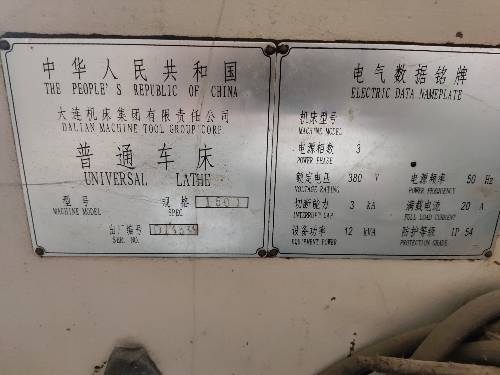 中华人民共和国
THE PEOPLE'S REPUBLIC OF CHINA
大连机床集团有限责任公司
DALIAN MACHINE TOOL GROUP CORP.
普通车床
UNIVERSAL LATHE
型号 规格
MACHINE MODEL SPEC
出厂编号
SER. NO.
电气数据铭牌
ELECTRIC DATA NAMEPLATE
机床型号
MACHINE MODEL
电源相数 3
POWER PHASE
额定电压 380 V 电源频率 50 Hz
VOLTAGE RATING POWER FREQUENCY
切断能力 3 kA 满载电流 20 A
INTERRUPT CAP FULL LOAD CURRENT
设备功率 12 kVA 防护等级 IP 54
EQUIPMENT POWER PROTECTION GRADE